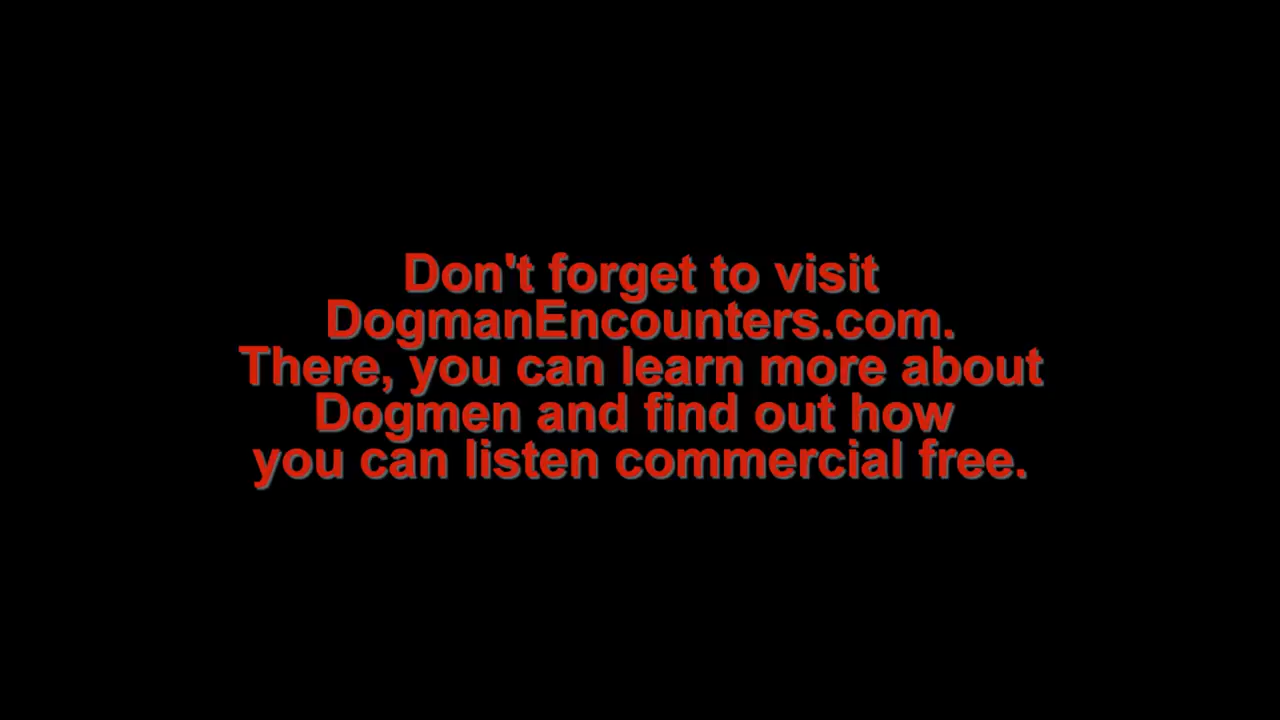 Don't forget to visit
DogmanEncounters.com.
There, you can learn more about
Dogmen and find out how
you can listen commercial free.